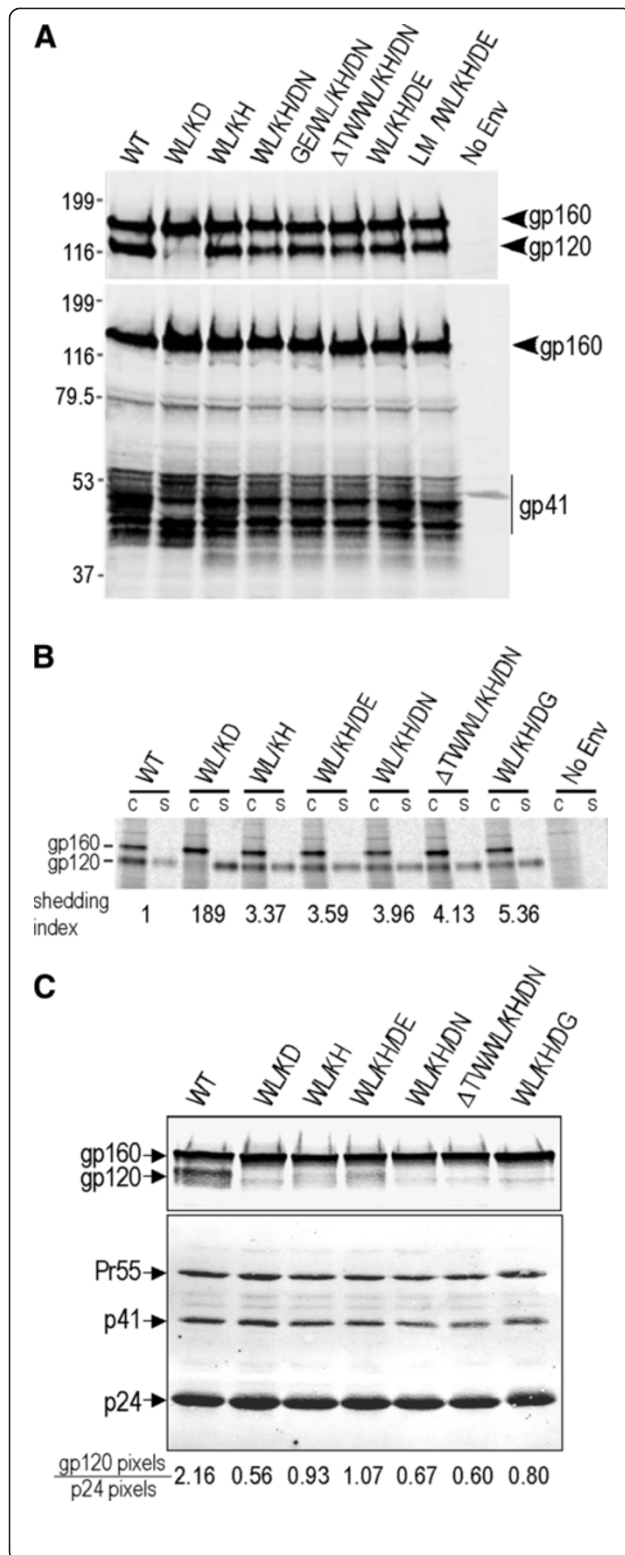 A
WT WL/KD WL/KH WL/KH/DN GE/WL/KH/DN ΔTW/WL/KH/DN WL/KH/DE LM /WL/KH/DE No Env
199-
gp160
gp120
116-
199-
116-
gp160
79.5-
53-
gp41
37-
B
WT WL/KD WL/KH WL/KH/DE WL/KH/DN ΔTW/WL/KH/DN WL/KH/DG No Env
C S C S C S C S C S C S C S C S
gp160
gp120
shedding index
1 189 3.37 3.59 3.96 4.13 5.36
C
WT WL/KD WL/KH WL/KH/DE WL/KH/DN ΔTW/WL/KH/DN WL/KH/DG
gp160
gp120
Pr55
p41
p24
gp120 pixels
p24 pixels
2.16 0.56 0.93 1.07 0.67 0.60 0.80